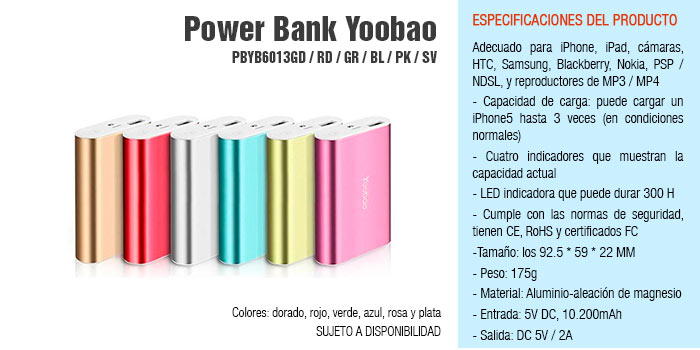 Power Bank Yoobao
PBYB6013GD / RD / GR / BL / PK / SV
Yoobao
Colores: dorado, rojo, verde, azul, rosa y plata
SUJETO A DISPONIBILIDAD
ESPECIFICACIONES DEL PRODUCTO
Adecuado para iPhone, iPad, cámaras,
HTC, Samsung, Blackberry, Nokia, PSP /
NDSL, y reproductores de MP3 / MP4
- Capacidad de carga: puede cargar un
iPhone5 hasta 3 veces (en condiciones
normales)
- Cuatro indicadores que muestran la
capacidad actual
- LED indicadora que puede durar 300 H
- Cumple con las normas de seguridad,
tienen CE, RoHS y certificados FC
-Tamaño: los 92.5 * 59 * 22 MM
- Peso: 175g
- Material: Aluminio-aleación de magnesio
- Entrada: 5V DC, 10.200mAh
- Salida: DC 5V / 2A